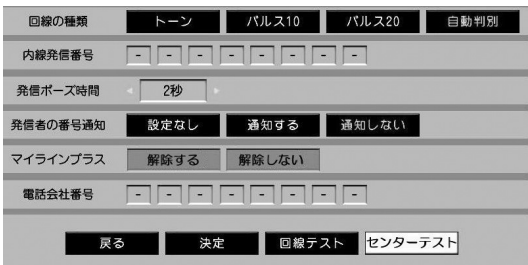 回線の種類 トーン パルス10 パルス20 自動判別
内線発信番号 - - - - - - - -
発信ポーズ時間 2秒
発信者の番号通知 設定なし 通知する 通知しない
マイラインプラス 解除する 解除しない
電話会社番号 - - - - - - - -
戻る 決定 回線テスト センターテスト